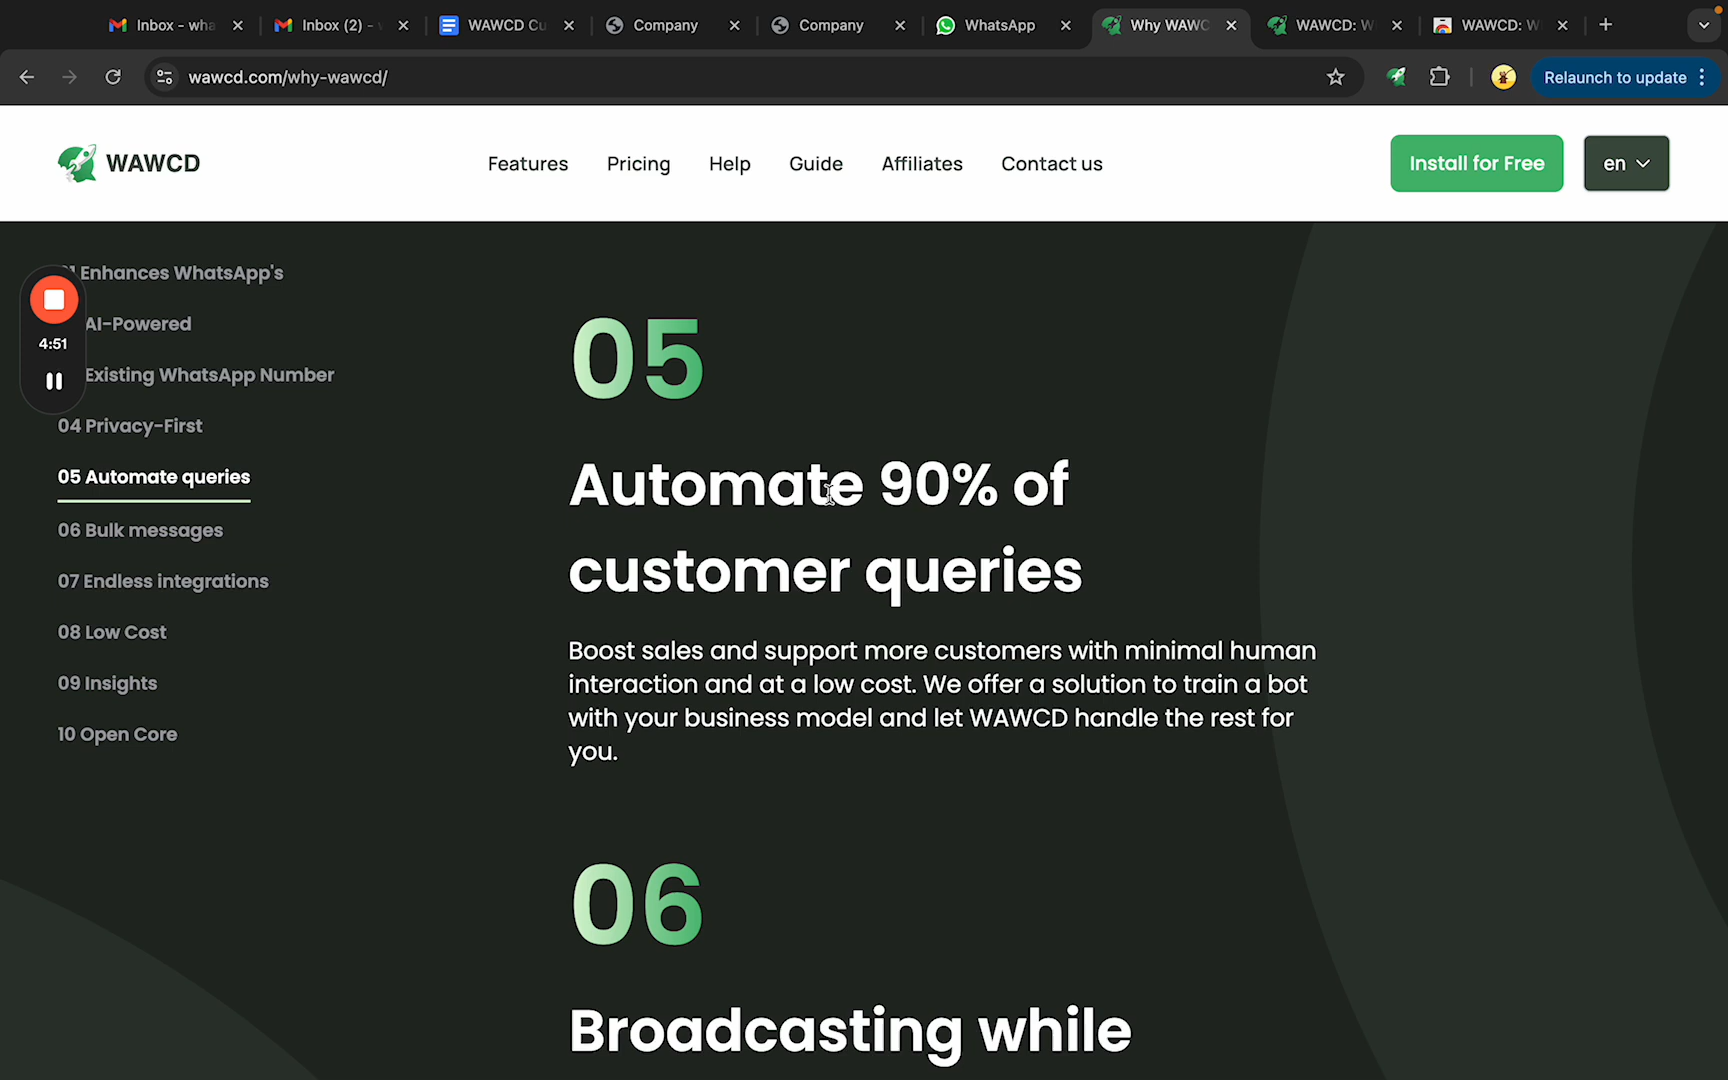 Inbox - wha
Inbox (2) -
WAWCD Cu
Company
Company
WhatsApp
Why WAWC
WAWCD: W
WAWCD: W
wawcd.com/why-wawcd/
Relaunch to update
WAWCD
Features
Pricing
Help
Guide
Affiliates
Contact us
Install for Free
en
4:51
Enhances WhatsApp's
AI-Powered
Existing WhatsApp Number
04 Privacy-First
05 Automate queries
06 Bulk messages
07 Endless integrations
08 Low Cost
09 Insights
10 Open Core
05
Automate 90% of
customer queries
Boost sales and support more customers with minimal human
interaction and at a low cost. We offer a solution to train a bot
with your business model and let WAWCD handle the rest for
you.
06
Broadcasting while